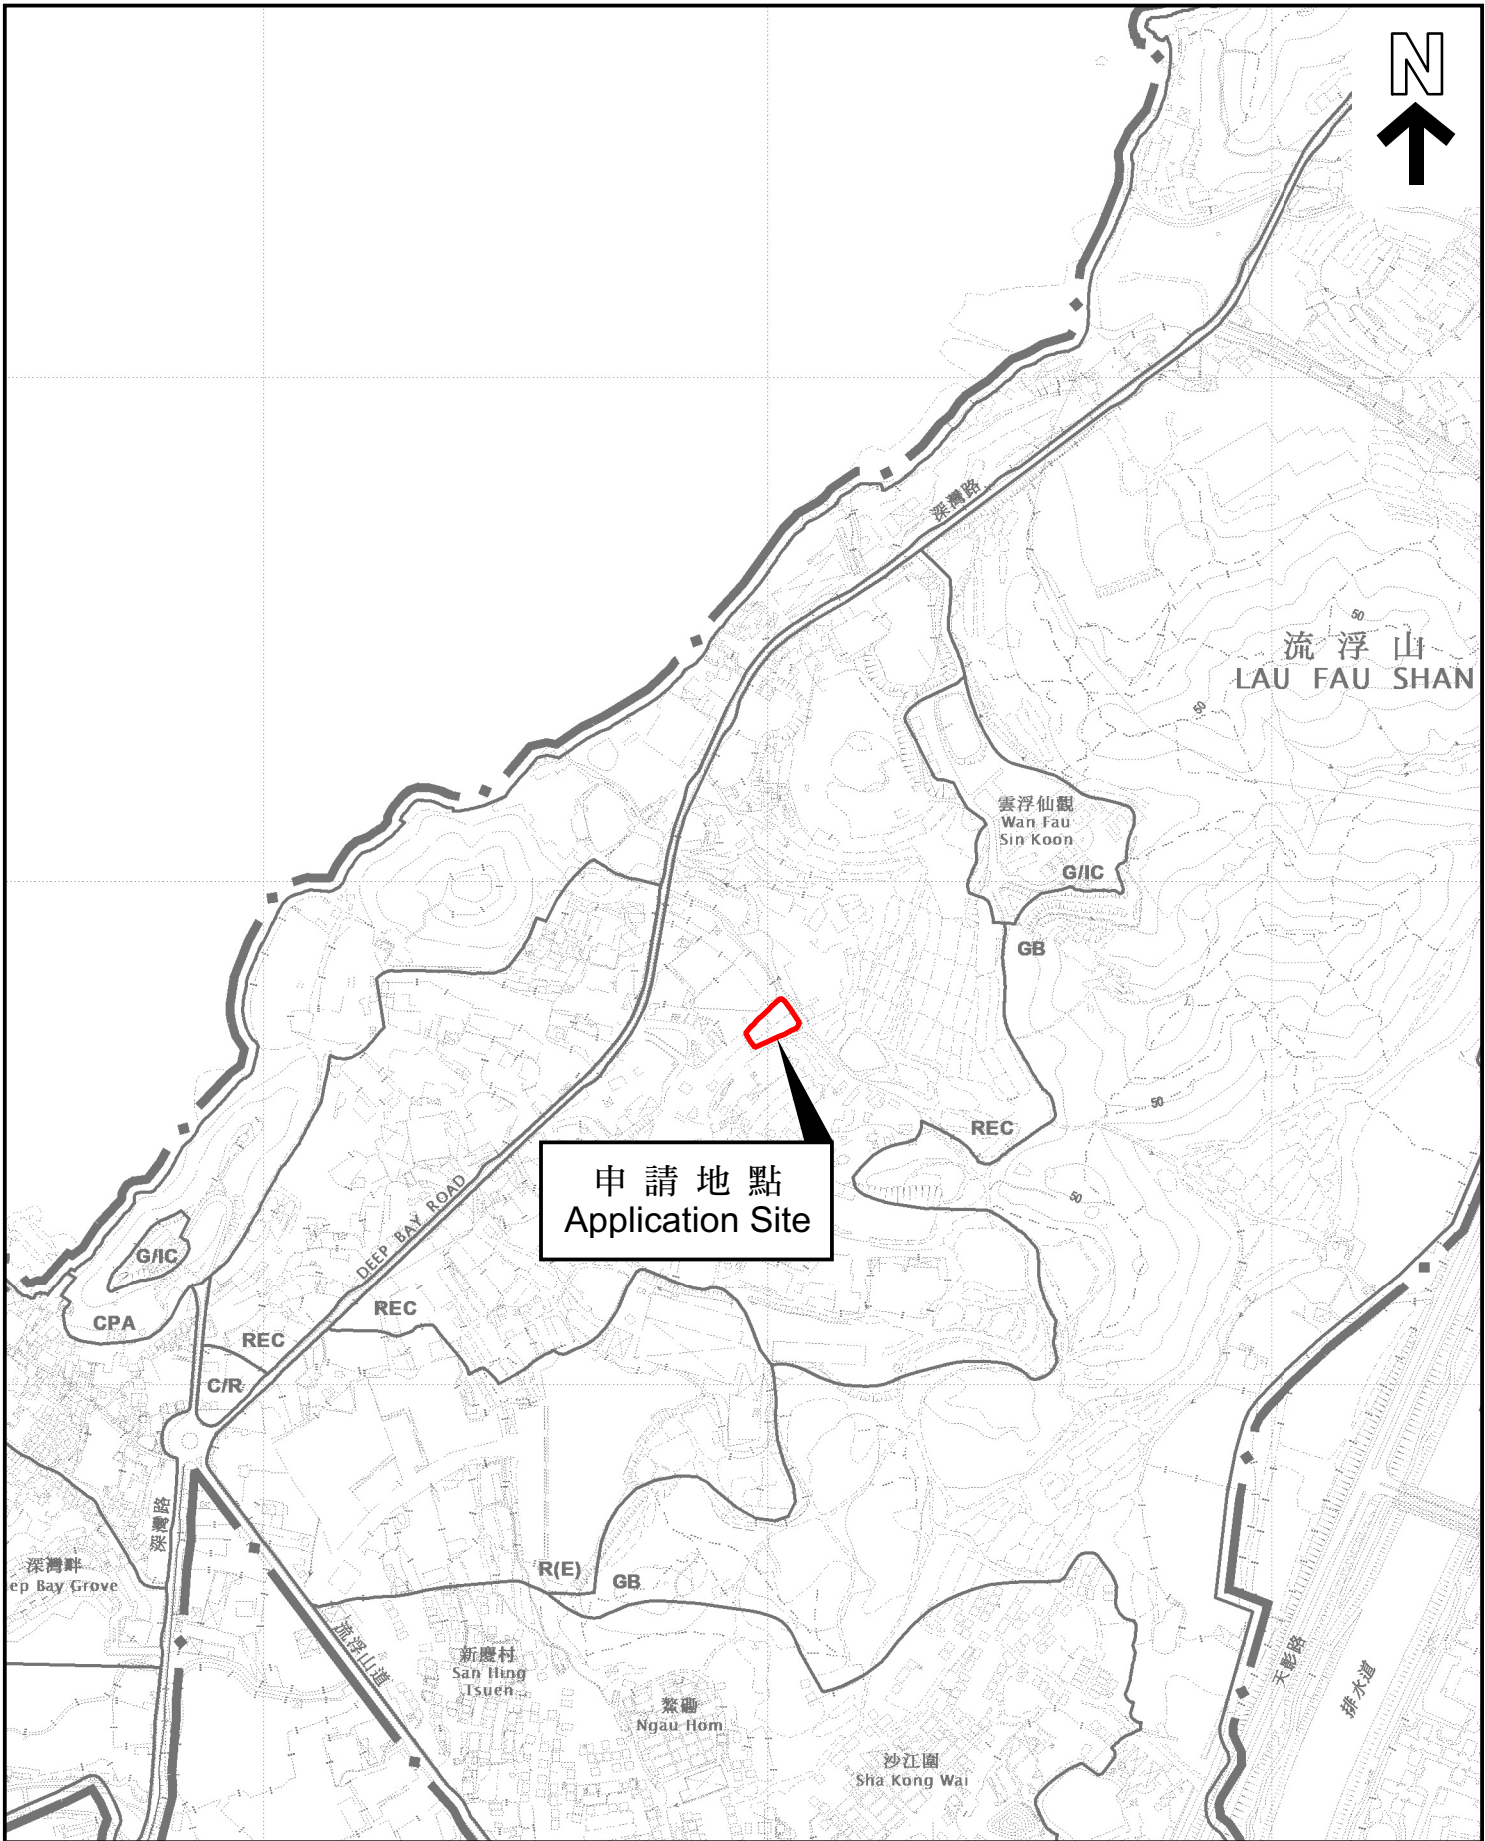 N
深灣路
50
流浮山
LAU FAU SHAN
50
雲浮仙觀
Wan Fau
Sin Koon
G/IC
GB
50
REC
申請地點
Application Site
50
DEEP BAY ROAD
G/IC
REC
CPA
REC
C/R
深灣路
深灣畔
ep Bay Grove
R(E)
GB
流浮山道
新慶村
San Hing
Tsuen
鰲磡
Ngau Hom
沙江圍
Sha Kong Wai
天影路
排水道